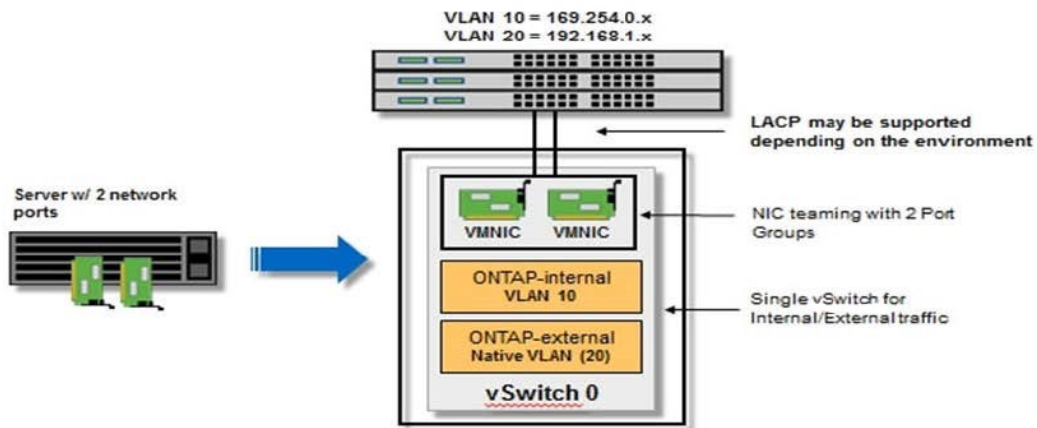 VLAN 10 = 169.254.0.x
VLAN 20 = 192.168.1.x
LACP may be supported
depending on the environment
Server w/ 2 network
ports
VMNIC
VMNIC
NIC teaming with 2 Port
Groups
ONTAP-internal
VLAN 10
Single vSwitch for
Internal/External traffic
ONTAP-external
Native VLAN (20)
vSwitch 0